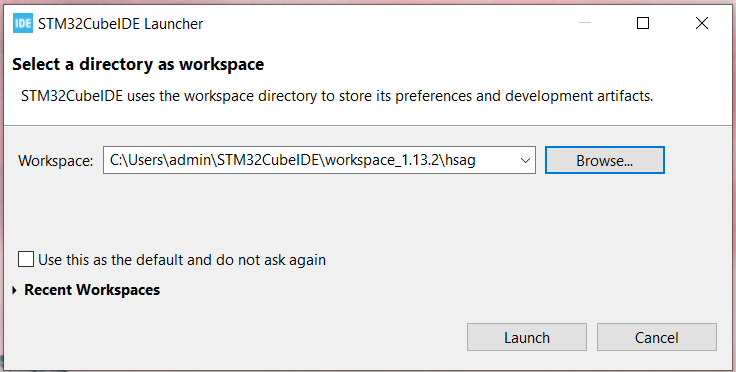 IDE STM32CubeIDE Launcher
Select a directory as workspace
STM32CubeIDE uses the workspace directory to store its preferences and development artifacts.
Workspace: C:\Users\admin\STM32CubeIDE\workspace_1.13.2\hsag Browse...
Use this as the default and do not ask again
Recent Workspaces
Launch Cancel